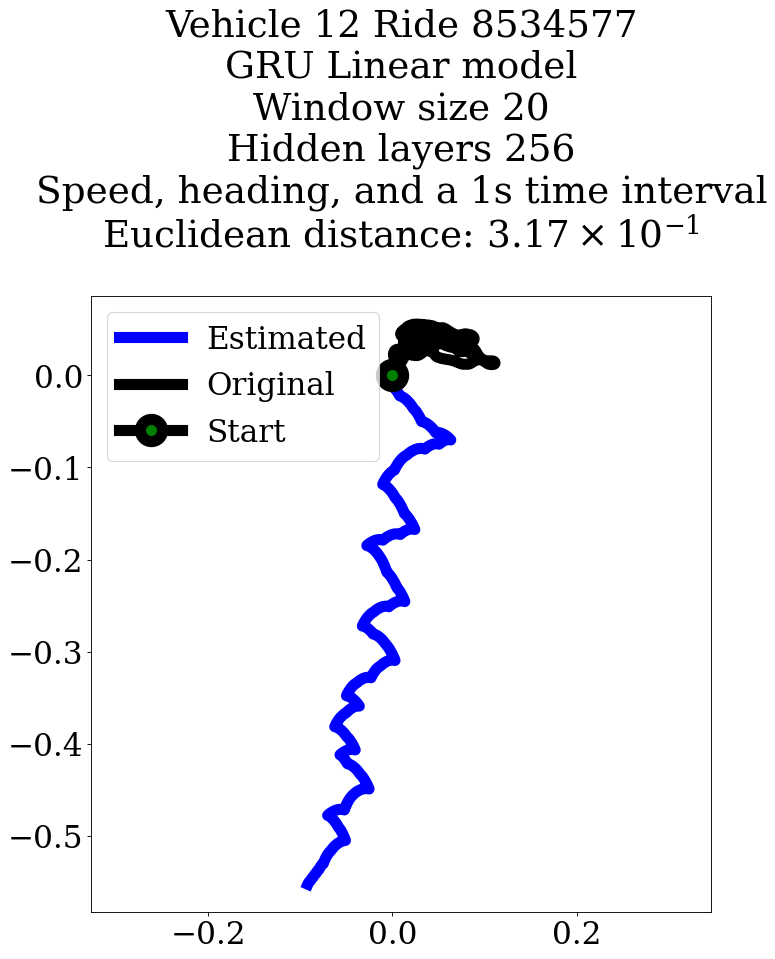 Vehicle 12 Ride 8534577
GRU Linear model
Window size 20
Hidden layers 256
Speed, heading, and a 1s time interval
Euclidean distance: 3.17 × 10⁻¹
Estimated
Original
Start
0.0
−0.1
−0.2
−0.3
−0.4
−0.5
−0.2 0.0 0.2